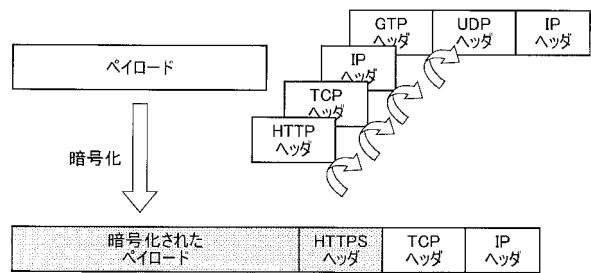 GTP
ヘッダ
UDP
ヘッダ
IP
ヘッダ
ペイロード
IP
ヘッダ
TCP
ヘッダ
HTTP
ヘッダ
暗号化
暗号化された
ペイロード
HTTPS
ヘッダ
TCP
ヘッダ
IP
ヘッダ